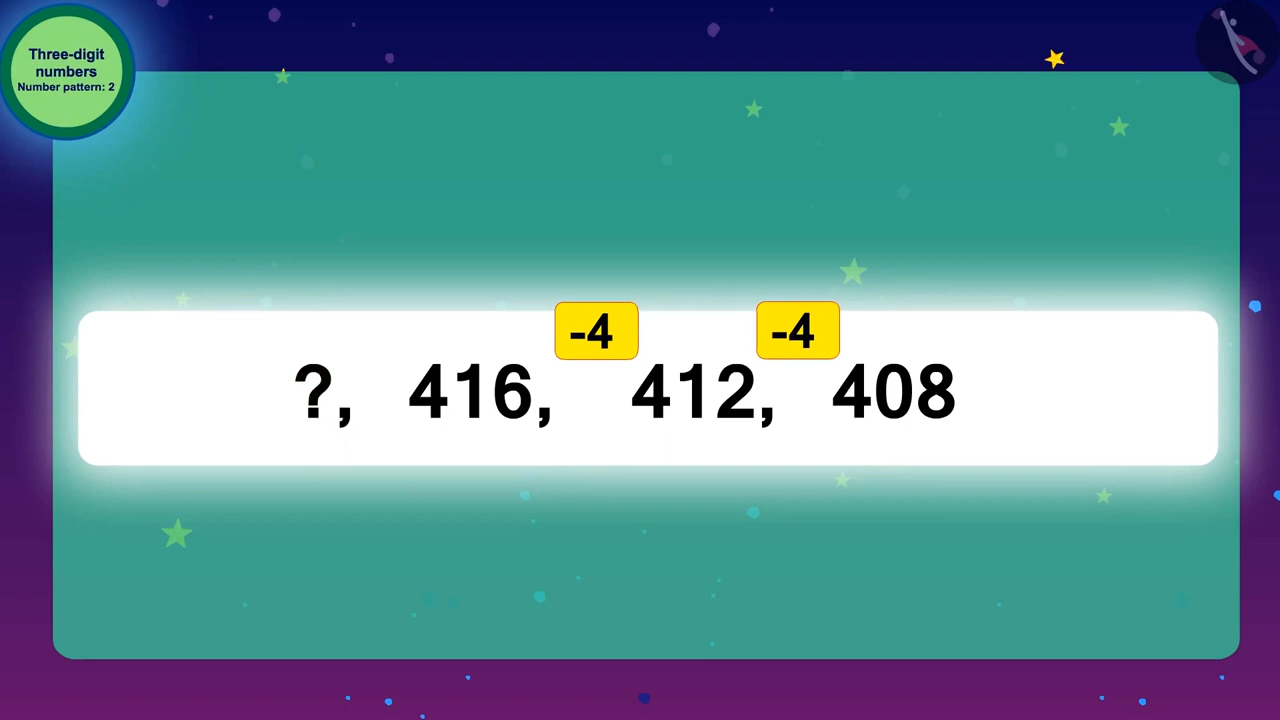 Three-digit
numbers
Number pattern: 2
-4 -4
?, 416, 412, 408